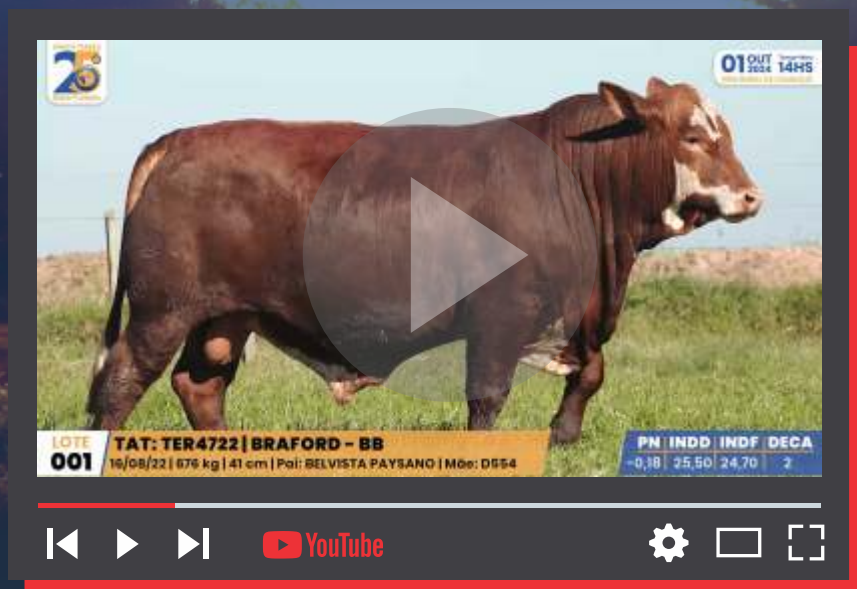 25
01 OUT 2024 14HS
LOTE
001
TAT: TER4722 | BRAFORD - BB
16/08/22 | 676 kg | 41 cm | Pai: BELVISTA PAYSANO | Mãe: D554
PN INDD INDF DECA
-0,18 25,50 24,70 2
YouTube